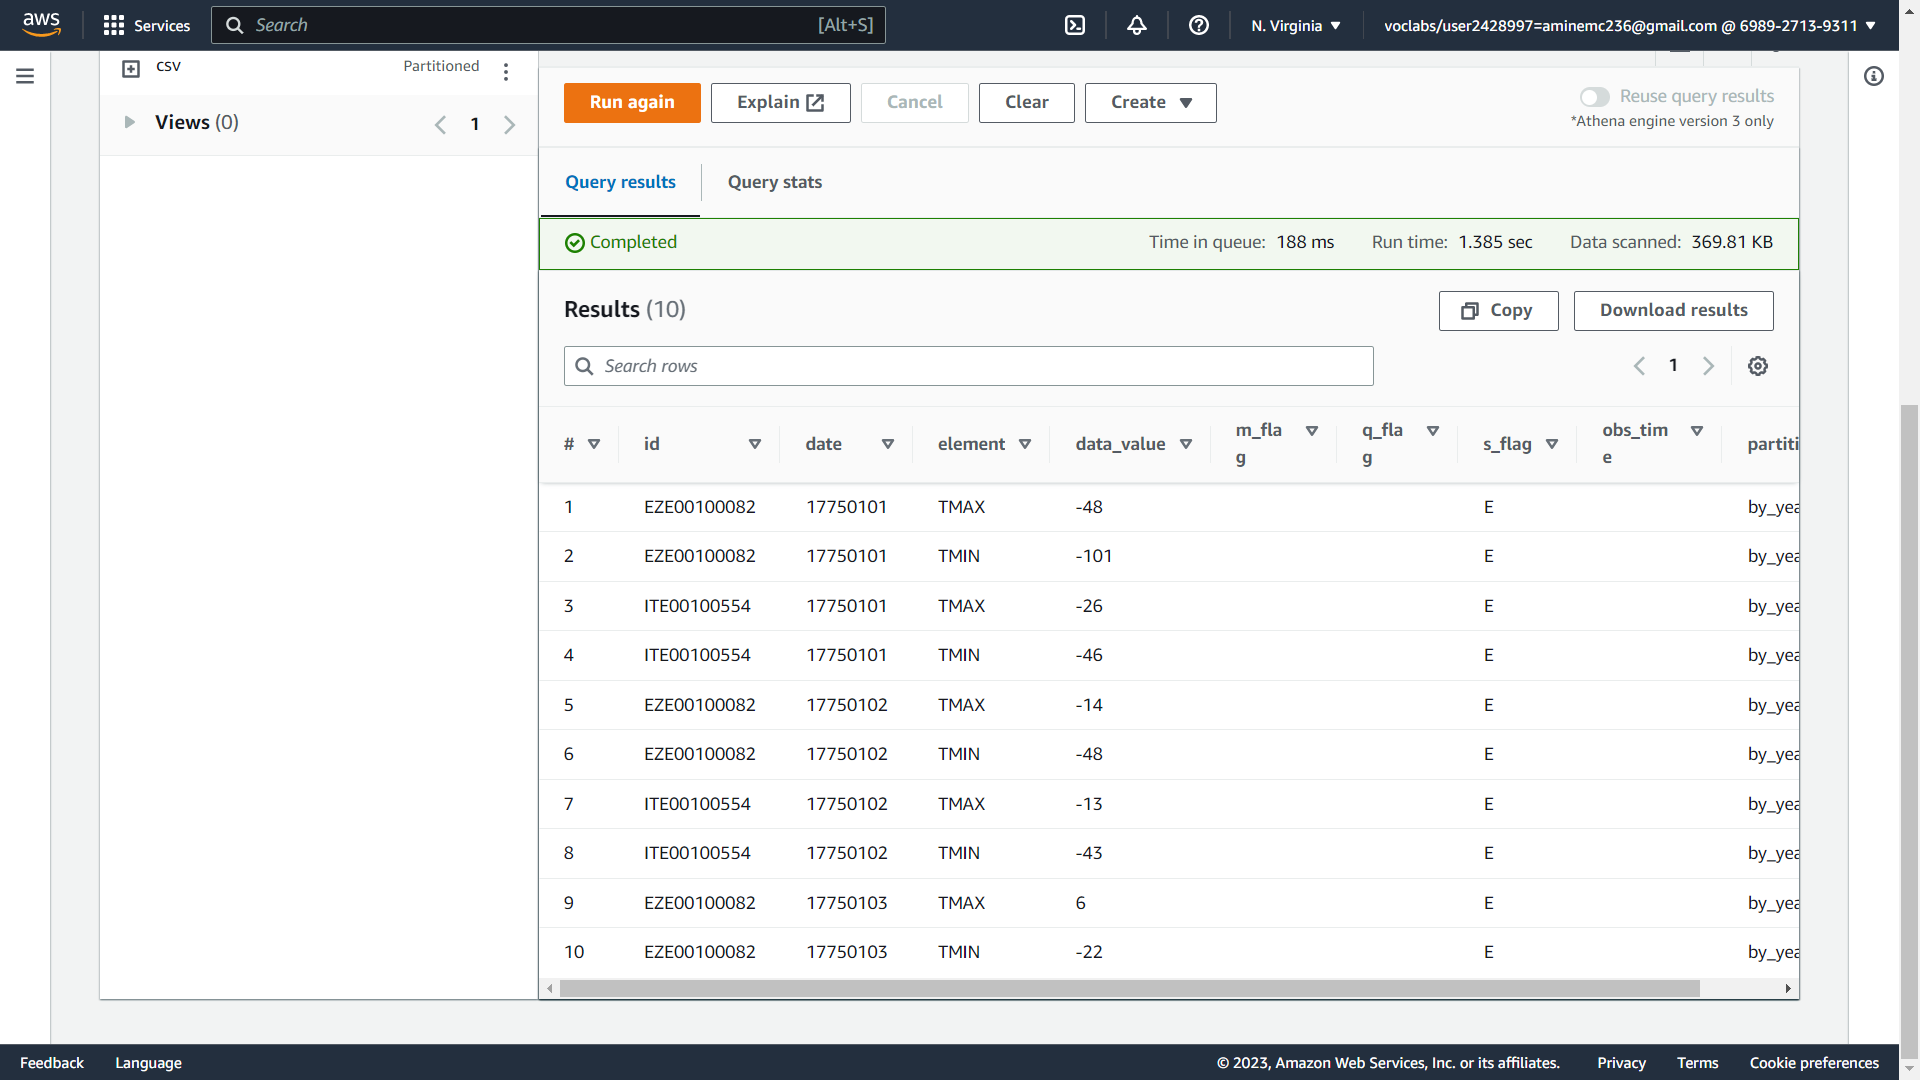 aws
Services
Search
[Alt+S]
N. Virginia
voclabs/user2428997=aminemc236@gmail.com @ 6989-2713-9311
csv
Partitioned
Views (0)
1
Run again
Explain
Cancel
Clear
Create
Reuse query results
*Athena engine version 3 only
Query results
Query stats
Completed
Time in queue: 188 ms
Run time: 1.385 sec
Data scanned: 369.81 KB
Results (10)
Copy
Download results
Search rows
1
# id date element data_value m_flag q_flag s_flag obs_time partiti
1 EZE00100082 17750101 TMAX -48 E by_yea
2 EZE00100082 17750101 TMIN -101 E by_yea
3 ITE00100554 17750101 TMAX -26 E by_yea
4 ITE00100554 17750101 TMIN -46 E by_yea
5 EZE00100082 17750102 TMAX -14 E by_yea
6 EZE00100082 17750102 TMIN -48 E by_yea
7 ITE00100554 17750102 TMAX -13 E by_yea
8 ITE00100554 17750102 TMIN -43 E by_yea
9 EZE00100082 17750103 TMAX 6 E by_yea
10 EZE00100082 17750103 TMIN -22 E by_yea
Feedback
Language
© 2023, Amazon Web Services, Inc. or its affiliates.
Privacy
Terms
Cookie preferences